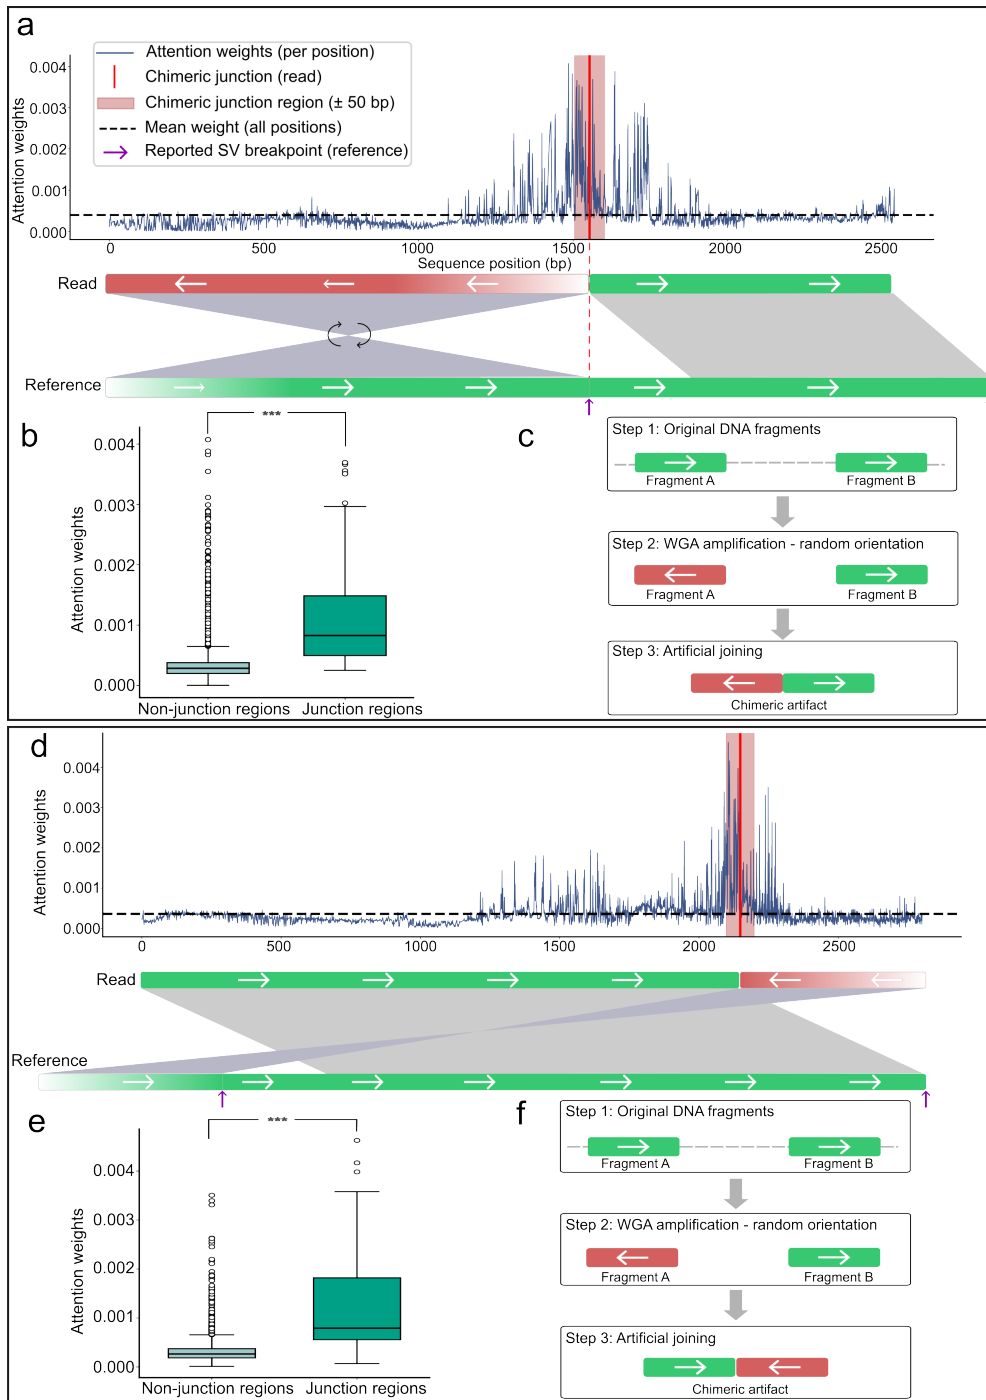 a
Attention weights (per position)
Chimeric junction (read)
Chimeric junction region (± 50 bp)
Mean weight (all positions)
Reported SV breakpoint (reference)
Attention weights
0.004
0.003
0.002
0.001
0.000
0
500
1000
1500
2000
2500
Sequence position (bp)
Read
Reference
b
***
Attention weights
0.004
0.003
0.002
0.001
0.000
Non-junction regions
Junction regions
c
Step 1: Original DNA fragments
Fragment A
Fragment B
Step 2: WGA amplification - random orientation
Fragment A
Fragment B
Step 3: Artificial joining
Chimeric artifact
d
Attention weights
0.004
0.003
0.002
0.001
0.000
0
500
1000
1500
2000
2500
Read
Reference
e
***
Attention weights
0.004
0.003
0.002
0.001
0.000
Non-junction regions
Junction regions
f
Step 1: Original DNA fragments
Fragment A
Fragment B
Step 2: WGA amplification - random orientation
Fragment A
Fragment B
Step 3: Artificial joining
Chimeric artifact